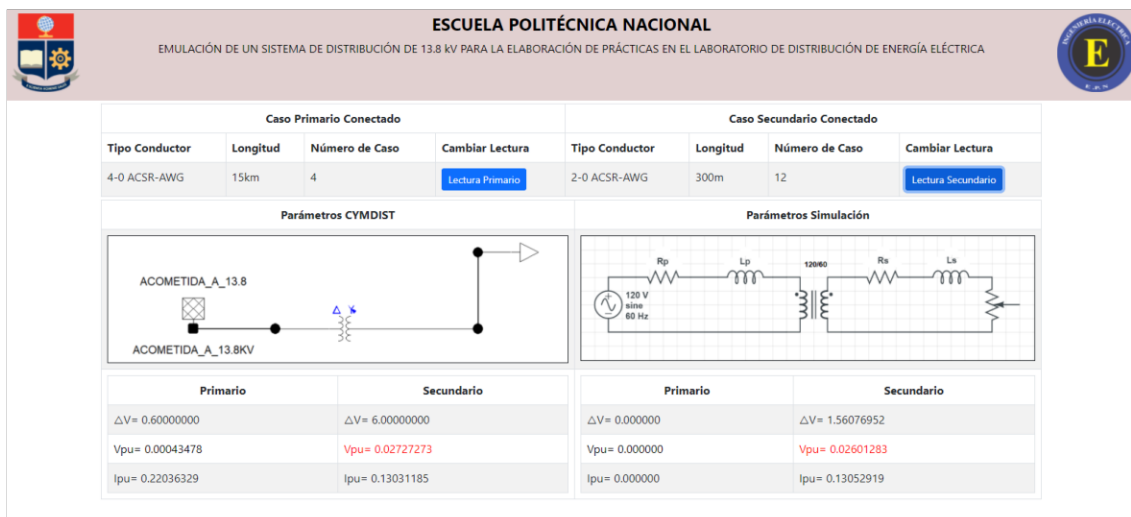 ESCUELA POLITÉCNICA NACIONAL
EMULACIÓN DE UN SISTEMA DE DISTRIBUCIÓN DE 13.8 kV PARA LA ELABORACIÓN DE PRÁCTICAS EN EL LABORATORIO DE DISTRIBUCIÓN DE ENERGÍA ELÉCTRICA
INGENIERÍA ELÉCTRICA
E
E.P.N
Caso Primario Conectado Caso Secundario Conectado
Tipo Conductor Longitud Número de Caso Cambiar Lectura Tipo Conductor Longitud Número de Caso Cambiar Lectura
4-0 ACSR-AWG 15km 4 Lectura Primario 2-0 ACSR-AWG 300m 12 Lectura Secundario
Parámetros CYMDIST Parámetros Simulación
ACOMETIDA_A_13.8
ACOMETIDA_A_13.8KV
Rp Lp 120/60 Rs Ls
120 V
sine
60 Hz
Primario Secundario Primario Secundario
△V= 0.60000000 △V= 6.00000000 △V= 0.000000 △V= 1.56076952
Vpu= 0.00043478 Vpu= 0.02727273 Vpu= 0.000000 Vpu= 0.02601283
Ipu= 0.22036329 Ipu= 0.13031185 Ipu= 0.000000 Ipu= 0.13052919